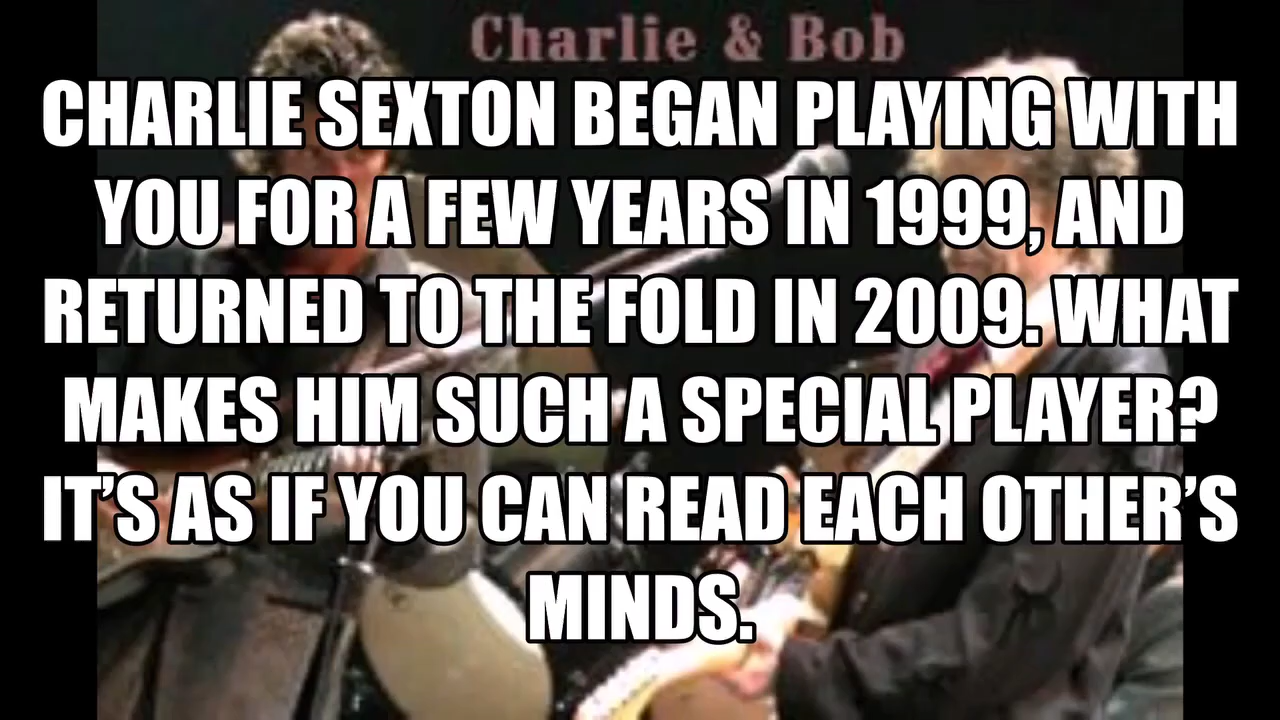 Charlie & Bob
CHARLIE SEXTON BEGAN PLAYING WITH
YOU FOR A FEW YEARS IN 1999, AND
RETURNED TO THE FOLD IN 2009. WHAT
MAKES HIM SUCH A SPECIAL PLAYER?
IT’S AS IF YOU CAN READ EACH OTHER’S
MINDS.